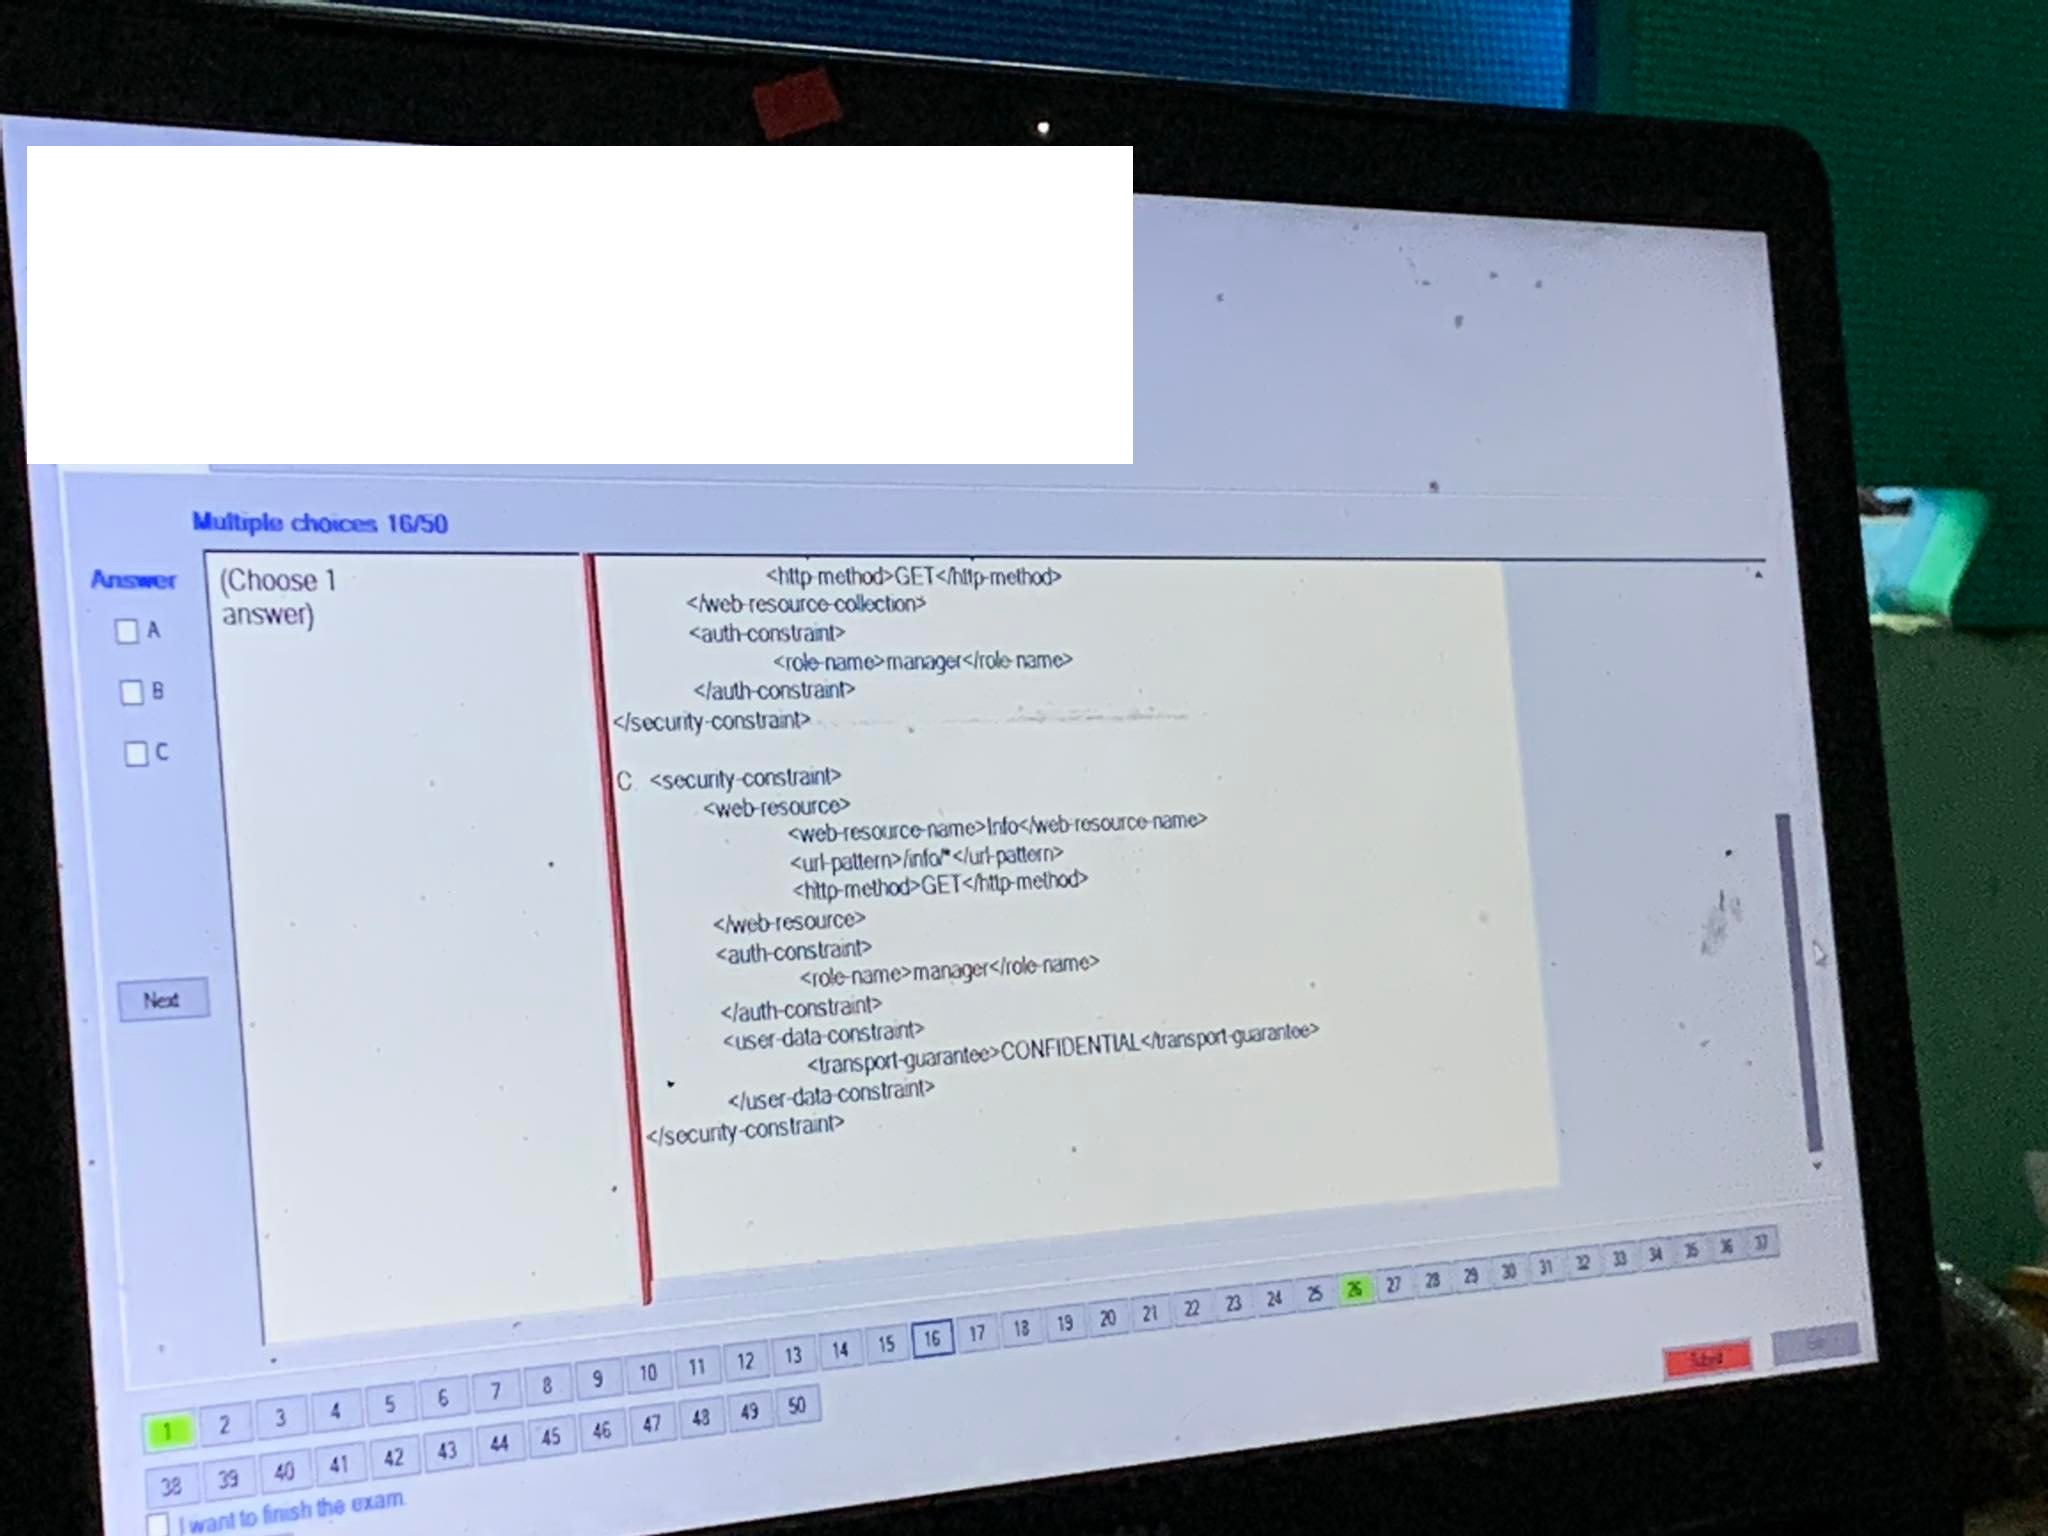 Multiple choices 16/50
Answer
(Choose 1
answer)
A
B
C
Next
<http-method>GET</http-method>
</web-resource-collection>
<auth-constraint>
<role-name>manager</role-name>
</auth-constraint>
</security-constraint>
C. <security-constraint>
<web-resource>
<web-resource-name>Info</web-resource-name>
<url-pattern>/info/*</url-pattern>
<http-method>GET</http-method>
</web-resource>
<auth-constraint>
<role-name>manager</role-name>
</auth-constraint>
<user-data-constraint>
<transport-guarantee>CONFIDENTIAL</transport-guarantee>
</user-data-constraint>
</security-constraint>
1 2 3 4 5 6 7 8 9 10 11 12 13 14 15 16 17 18 19 20 21 22 23 24 25 26 27 28 29 30 31 32 33 34 35 36 37
38 39 40 41 42 43 44 45 46 47 48 49 50
Submit
I want to finish the exam.